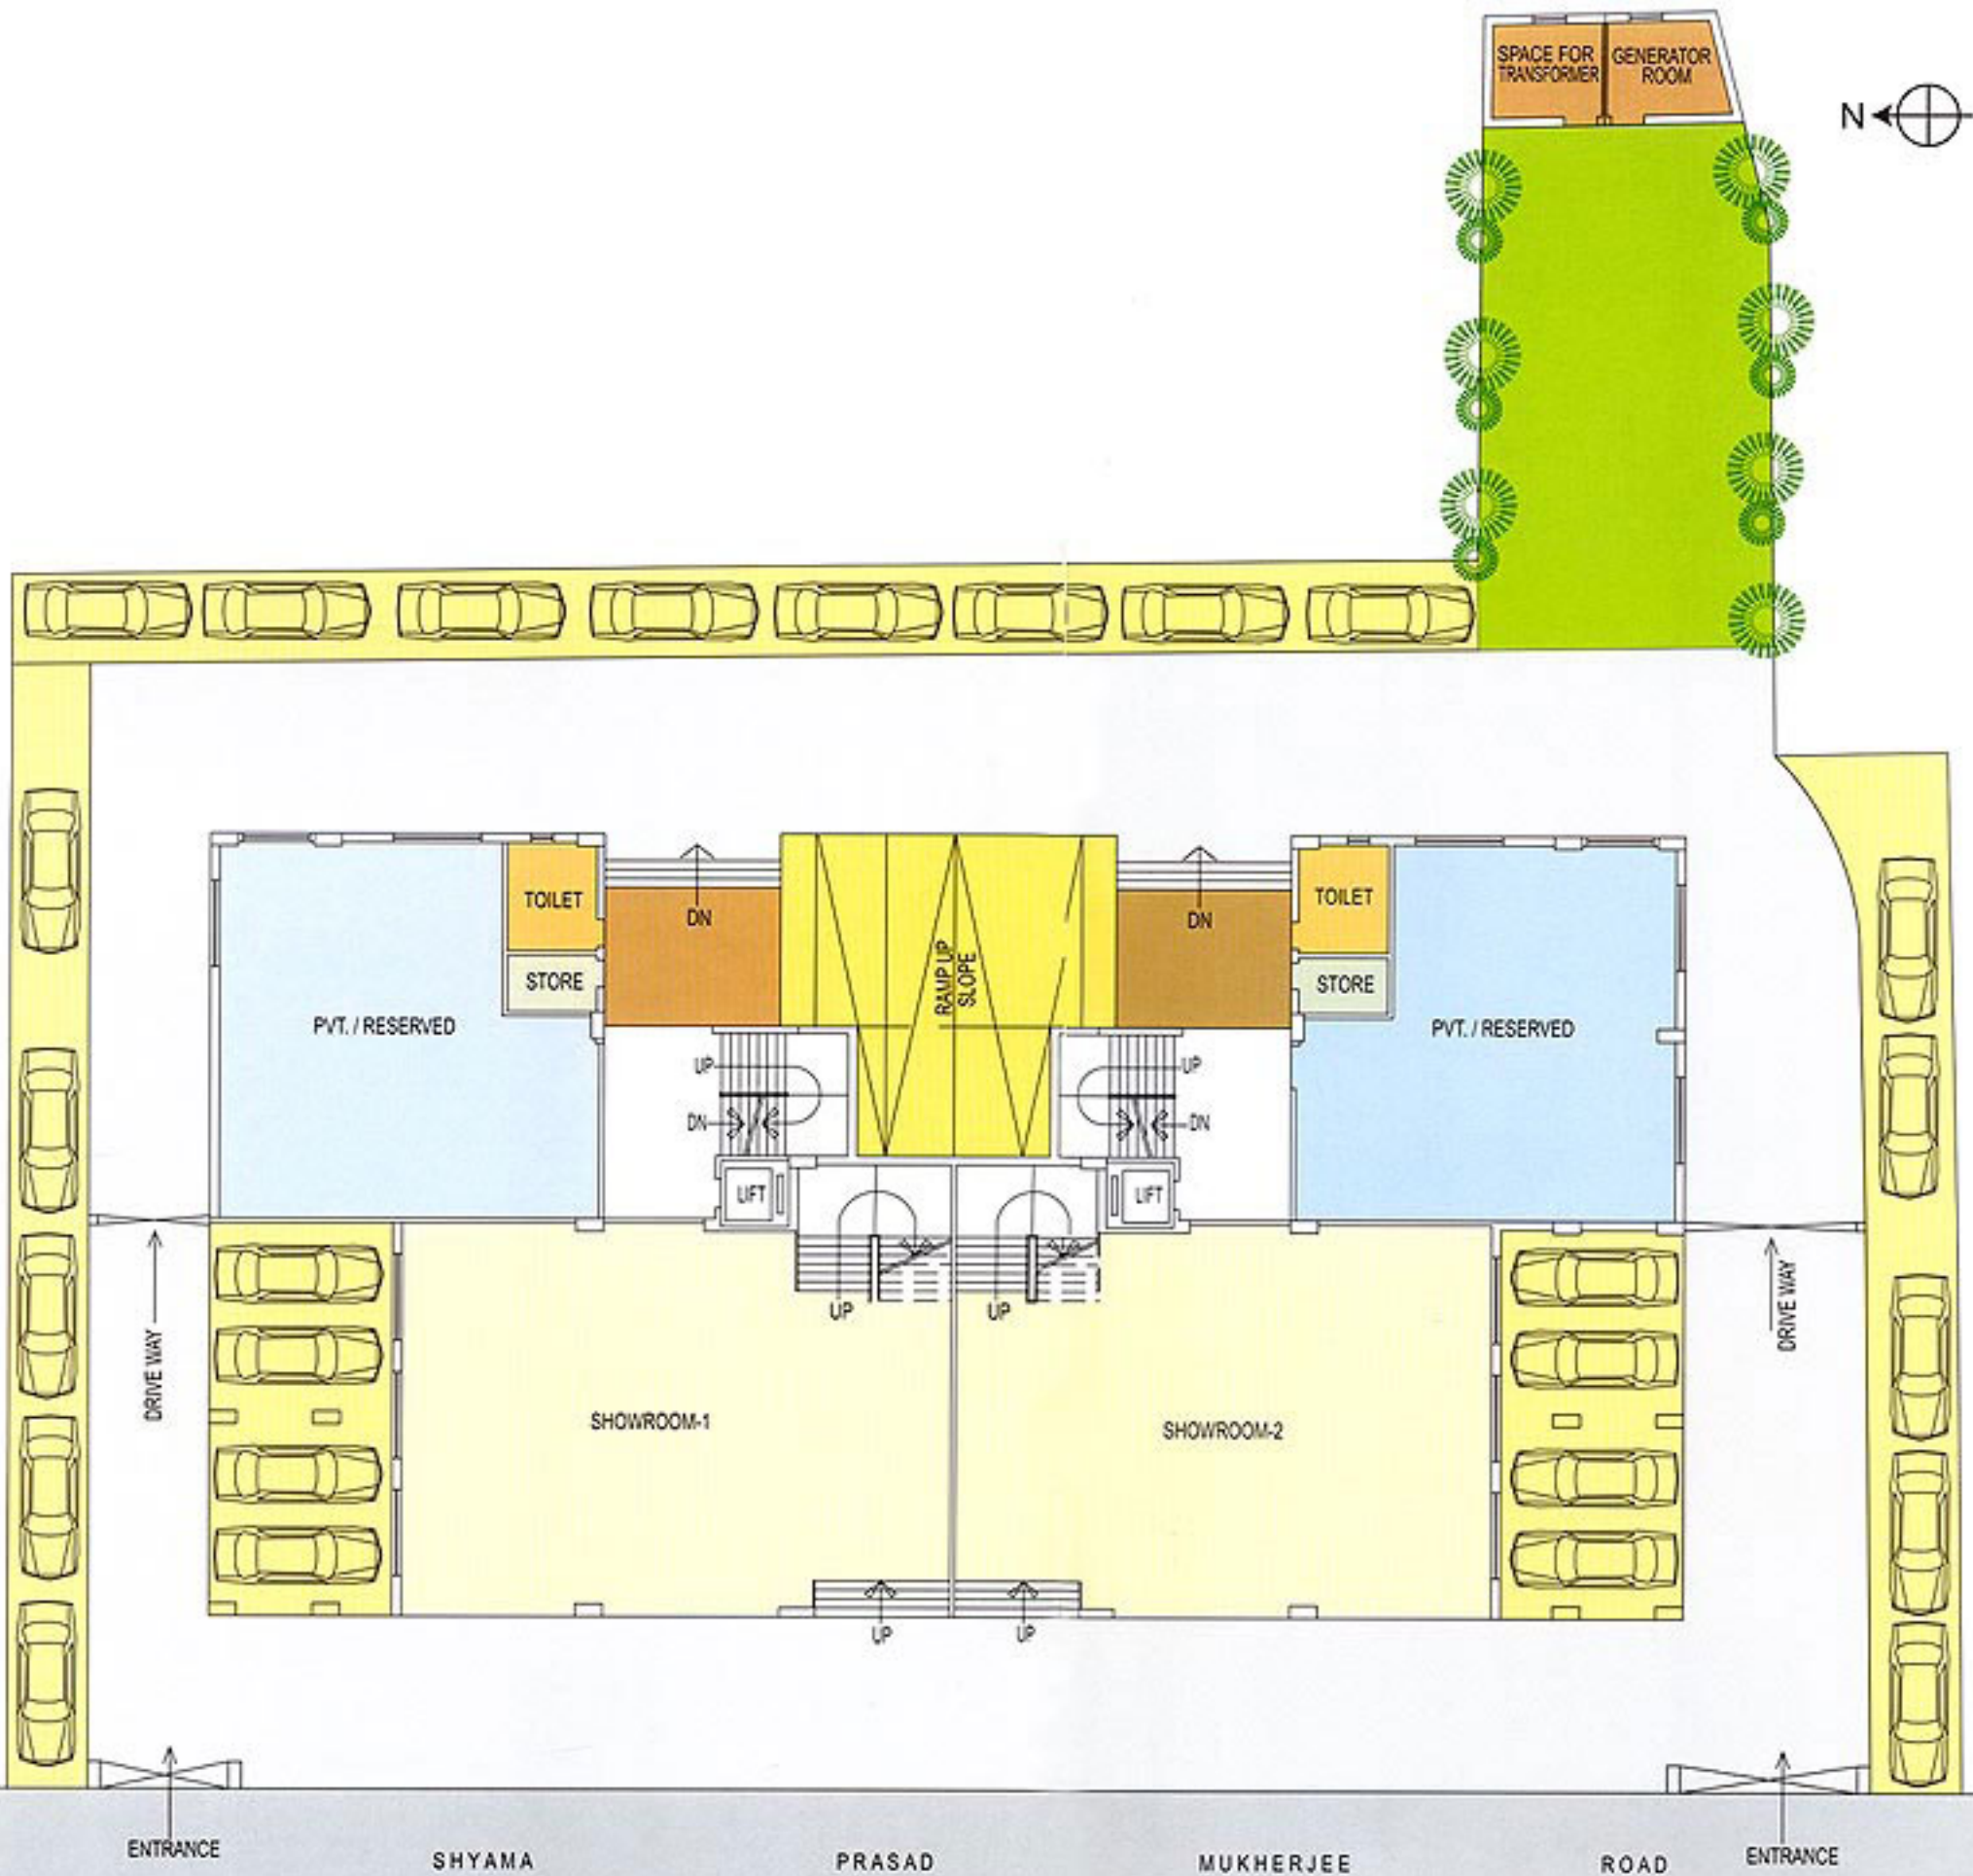 SPACE FOR
TRANSFORMER
GENERATOR
ROOM
N
TOILET
DN
RAMP UP
SLOPE
DN
TOILET
STORE
STORE
PVT. / RESERVED
PVT. / RESERVED
UP
UP
DN
DN
LIFT
LIFT
UP
UP
DRIVE WAY
DRIVE WAY
SHOWROOM-1
SHOWROOM-2
UP
UP
ENTRANCE
SHYAMA PRASAD MUKHERJEE ROAD
ENTRANCE